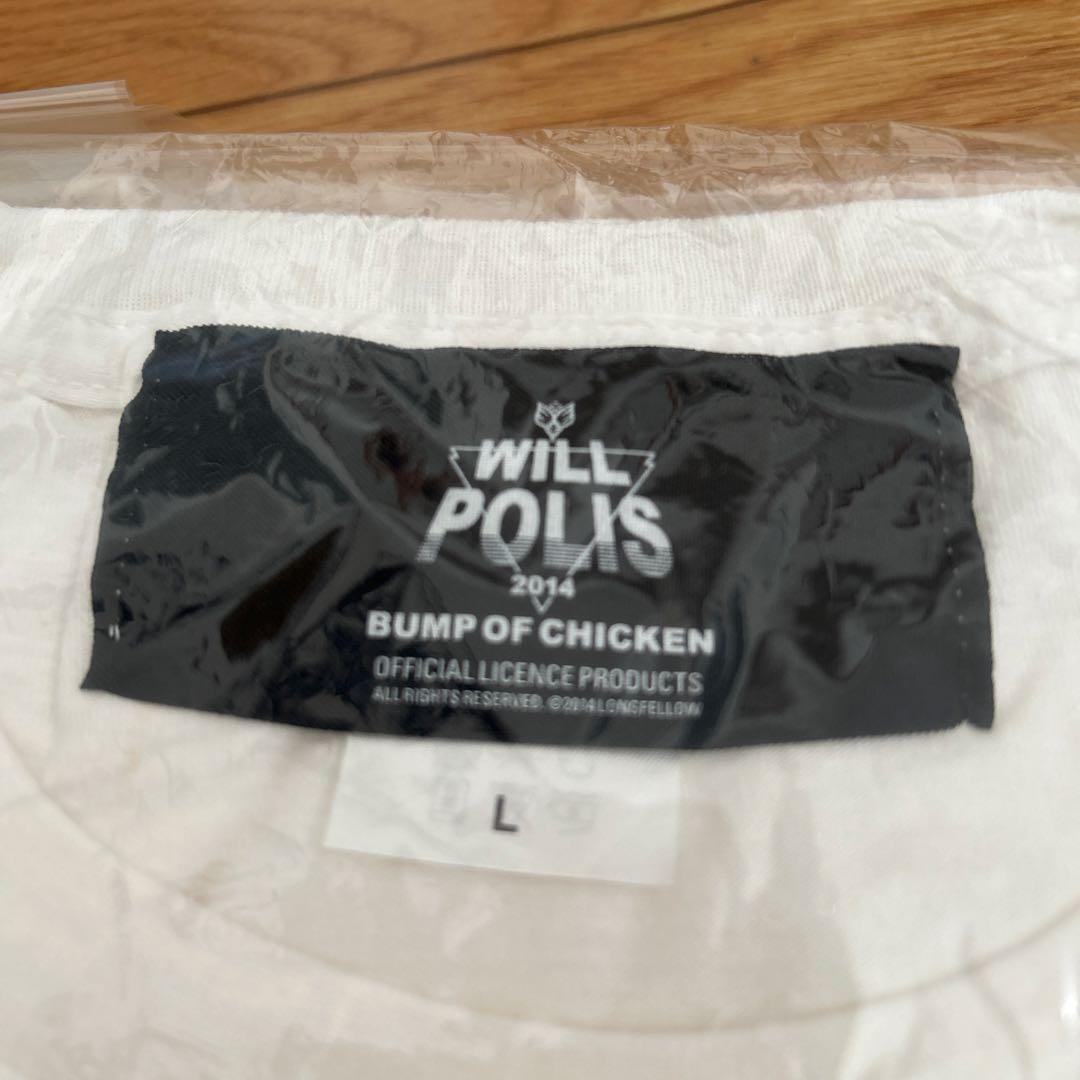 WILL
POLIS
2014
BUMP OF CHICKEN
OFFICIAL LICENCE PRODUCTS
ALL RIGHTS RESERVED. ©2014 LONGFELLOW
L